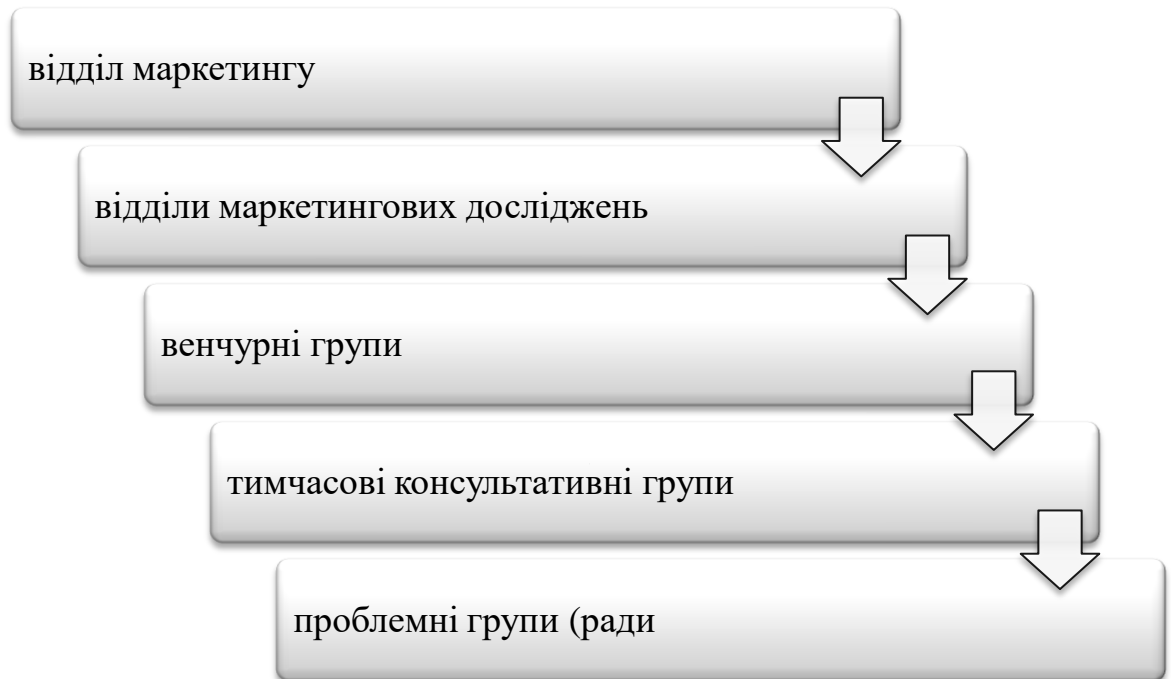 відділ маркетингу
відділи маркетингових досліджень
венчурні групи
тимчасові консультативні групи
проблемні групи (ради